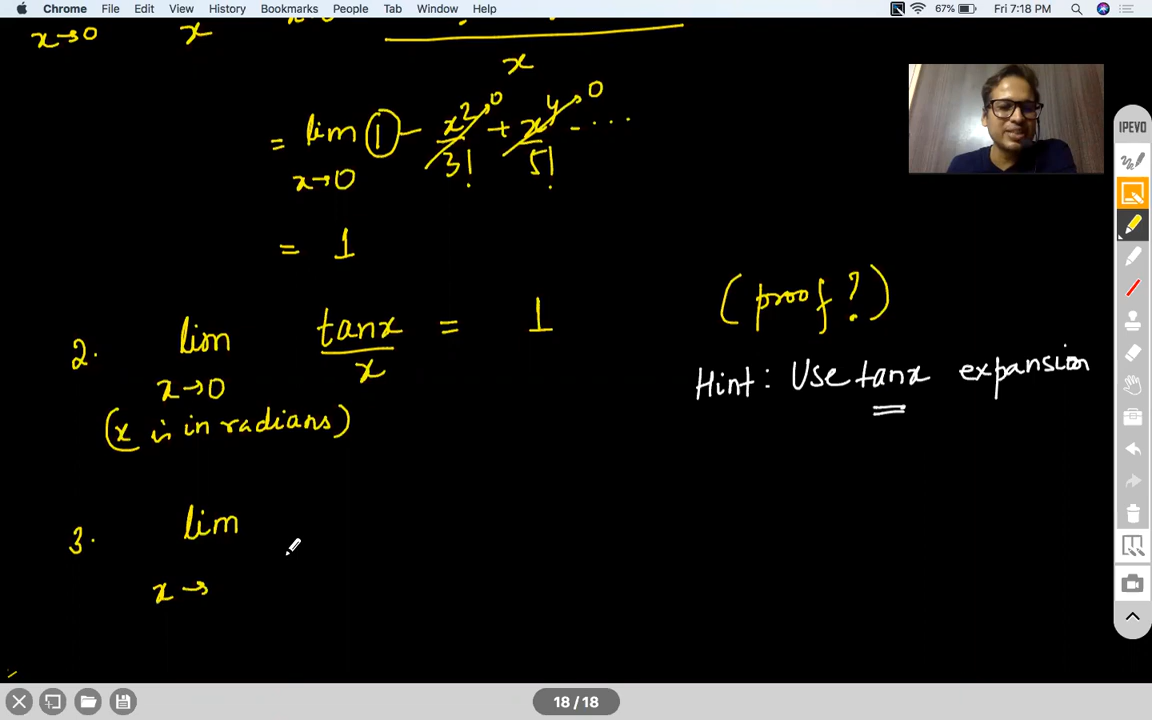 Chrome File Edit View History Bookmarks People Tab Window Help 67% Fri 7:18 PM
x→0 x
x
= lim 1 - x²/3! + x⁴/5! - ....
x→0
0 0
= 1
IPEVO
(proof?)
2. lim tanx/x = 1
x→0
Hint: Use tanx expansion
(x is in radians)
3. lim
x→
18 / 18